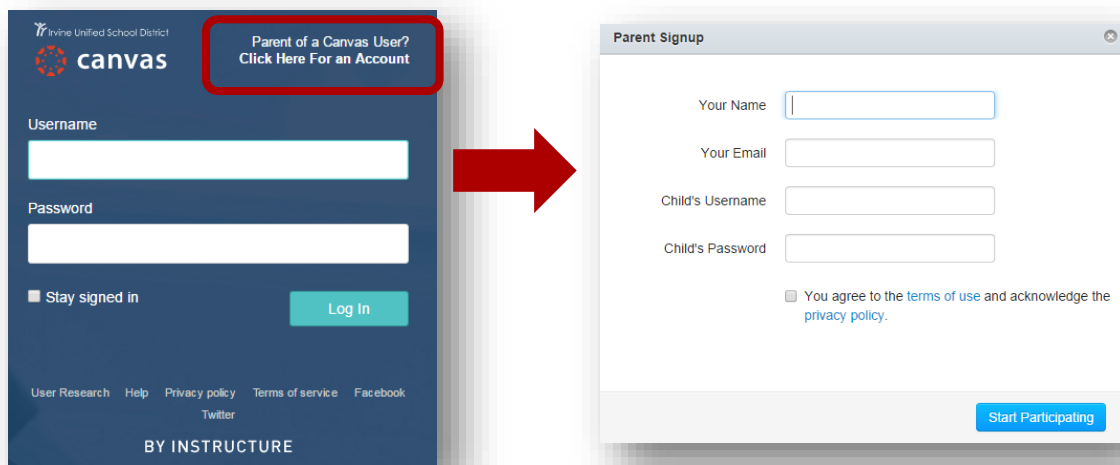 Irvine Unified School District
canvas
Parent of a Canvas User?
Click Here For an Account
Username
Password
Stay signed in
Log In
User Research Help Privacy policy Terms of service Facebook
Twitter
BY INSTRUCTURE
Parent Signup
Your Name
Your Email
Child's Username
Child's Password
You agree to the terms of use and acknowledge the
privacy policy.
Start Participating